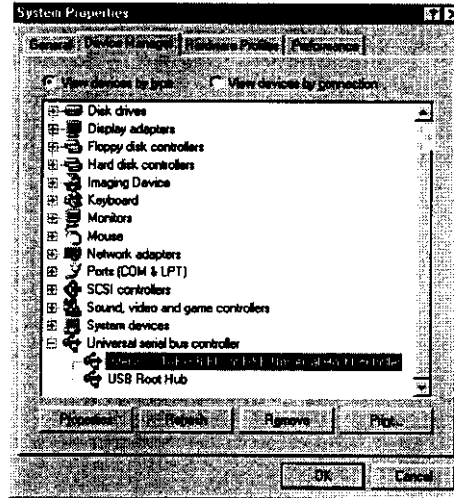 System Properties
General Device Manager Hardware Profiles Performance
View devices by type View devices by connection
Disk drives
Display adapters
Floppy disk controllers
Hard disk controllers
Imaging Device
Keyboard
Monitors
Mouse
Network adapters
Ports (COM & LPT)
SCSI controllers
Sound, video and game controllers
System devices
Universal serial bus controller
USB Root Hub
Properties Refresh Remove Print...
OK Cancel